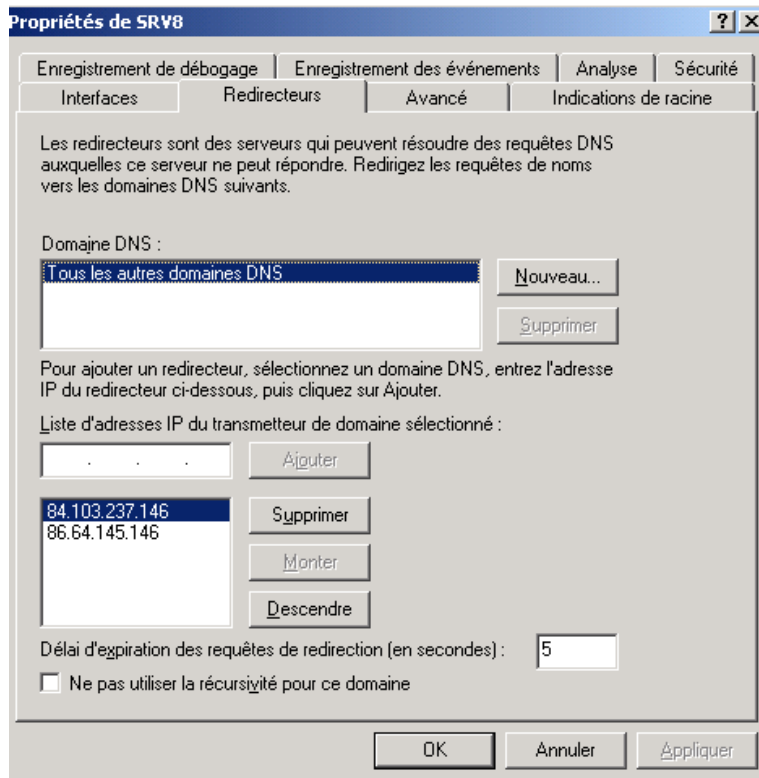 Propriétés de SRV8
Enregistrement de débogage
Enregistrement des événements
Analyse
Sécurité
Interfaces
Redirecteurs
Avancé
Indications de racine
Les redirecteurs sont des serveurs qui peuvent résoudre des requêtes DNS
auxquelles ce serveur ne peut répondre. Redirigez les requêtes de noms
vers les domaines DNS suivants.
Domaine DNS :
Tous les autres domaines DNS
Nouveau...
Supprimer
Pour ajouter un redirecteur, sélectionnez un domaine DNS, entrez l'adresse
IP du redirecteur ci-dessous, puis cliquez sur Ajouter.
Liste d'adresses IP du transmetteur de domaine sélectionné :
. . .
Ajouter
84.103.237.146
86.64.145.146
Supprimer
Monter
Descendre
Délai d'expiration des requêtes de redirection (en secondes) :
5
Ne pas utiliser la récursivité pour ce domaine
OK
Annuler
Appliquer